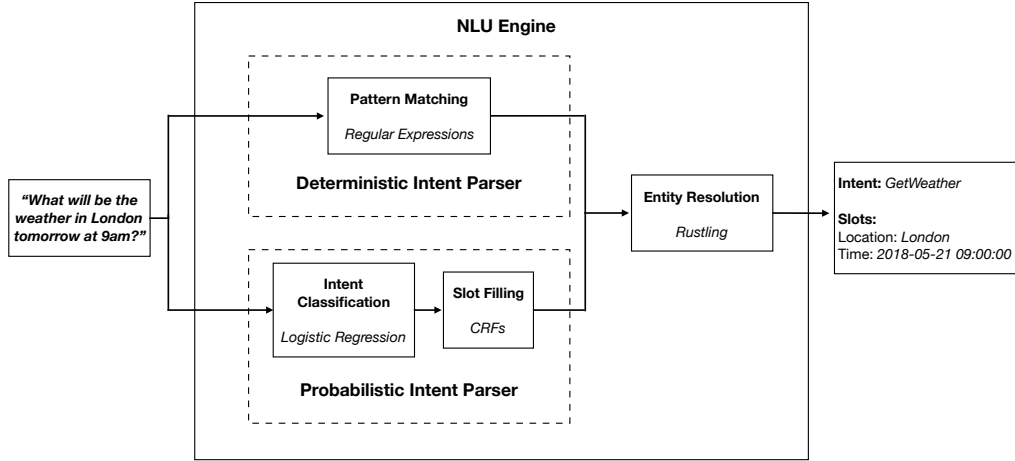 NLU Engine
Pattern Matching
Regular Expressions
Deterministic Intent Parser
“What will be the
weather in London
tomorrow at 9am?”
Intent
Classification
Logistic Regression
Slot Filling
CRFs
Probabilistic Intent Parser
Entity Resolution
Rustling
Intent: GetWeather
Slots:
Location: London
Time: 2018-05-21 09:00:00